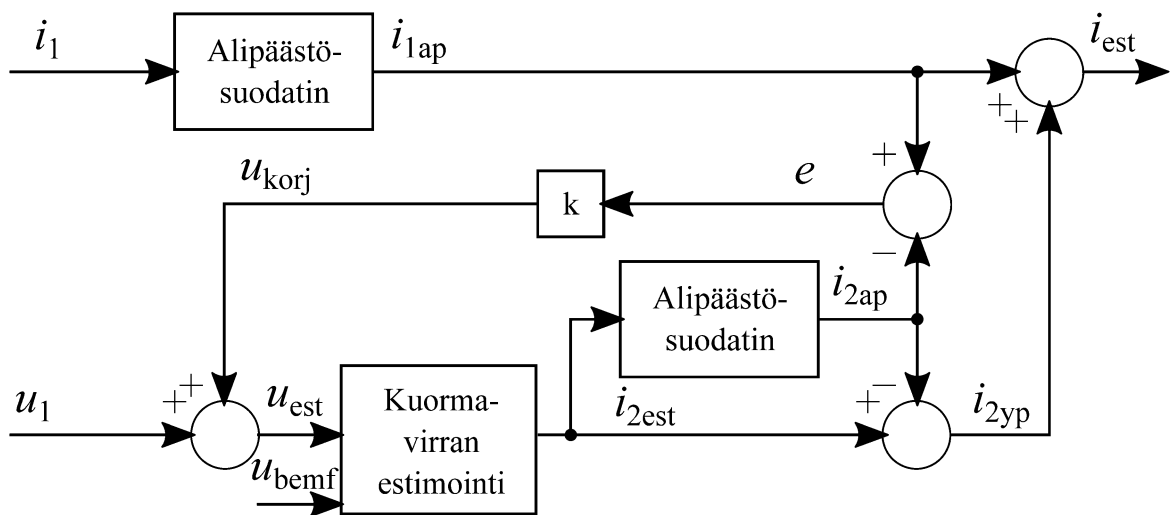 i1
Alipäästö-
suodatin
i1ap
iest
+
+
+
ukorj
k
e
−
Alipäästö-
suodatin
i2ap
u1
+
+
uest
Kuorma-
virran
estimointi
i2est
+
−
i2yp
ubemf